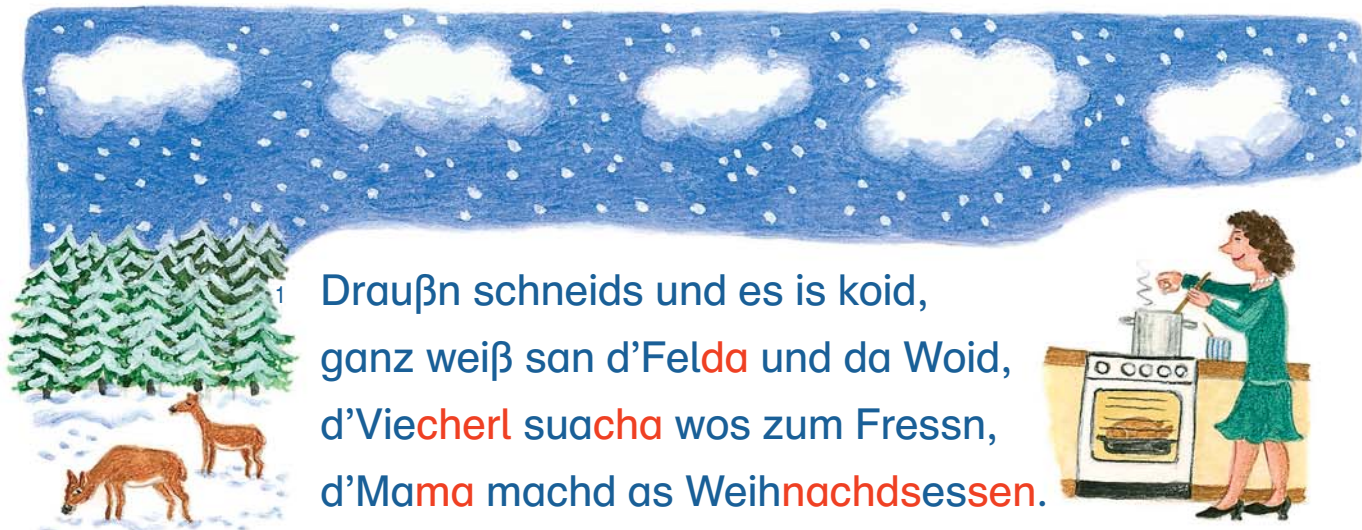 1 Draußn schneids und es is koid,
ganz weiß san d’Felda und da Woid,
d’Viecherl suacha wos zum Fressn,
d’Mama machd as Weihnachdsessen.